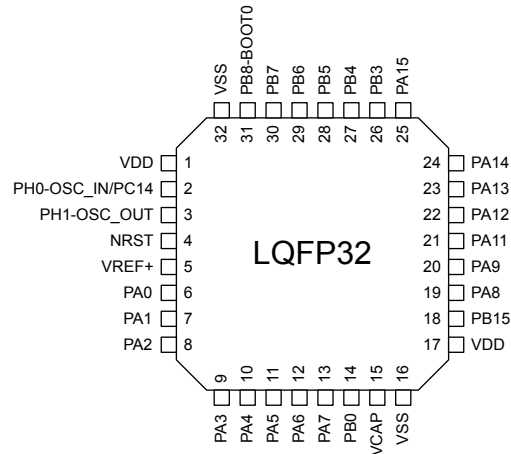 VSS
PB8-BOOT0
PB7
PB6
PB5
PB4
PB3
PA15
32 31 30 29 28 27 26 25
VDD 1
PH0-OSC_IN/PC14 2
PH1-OSC_OUT 3
NRST 4
VREF+ 5
PA0 6
PA1 7
PA2 8
LQFP32
24 PA14
23 PA13
22 PA12
21 PA11
20 PA9
19 PA8
18 PB15
17 VDD
9 10 11 12 13 14 15 16
PA3
PA4
PA5
PA6
PA7
PB0
VCAP
VSS